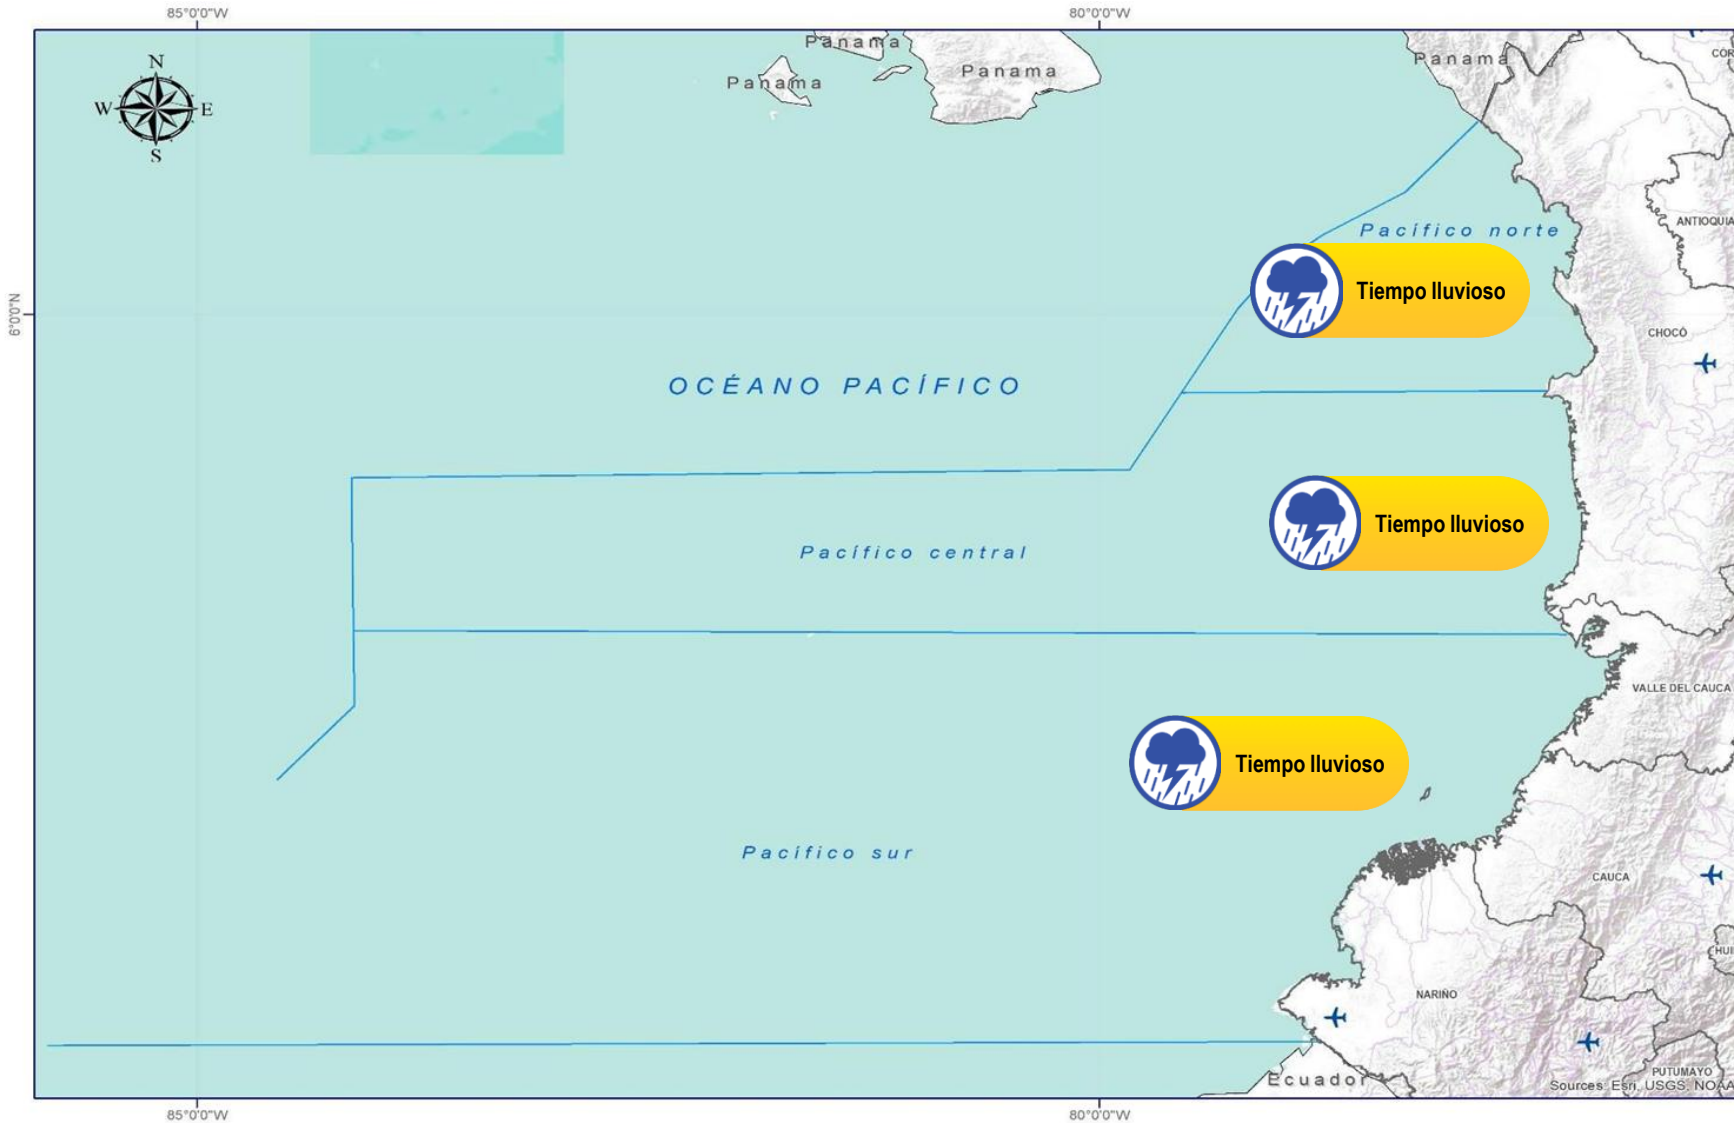 85°0'0"W
80°0'0"W
Panama
Panama
Panama
Panama
N
W
E
S
ANTIOQUIA
Pacífico norte
Tiempo lluvioso
6°0'0"N
CHOCÓ
OCÉANO PACÍFICO
Tiempo lluvioso
Pacífico central
VALLE DEL CAUCA
Tiempo lluvioso
Pacífico sur
CAUCA
HUI
NARIÑO
PUTUMAYO
Ecuador
Sources: Esri, USGS, NOAA
85°0'0"W
80°0'0"W